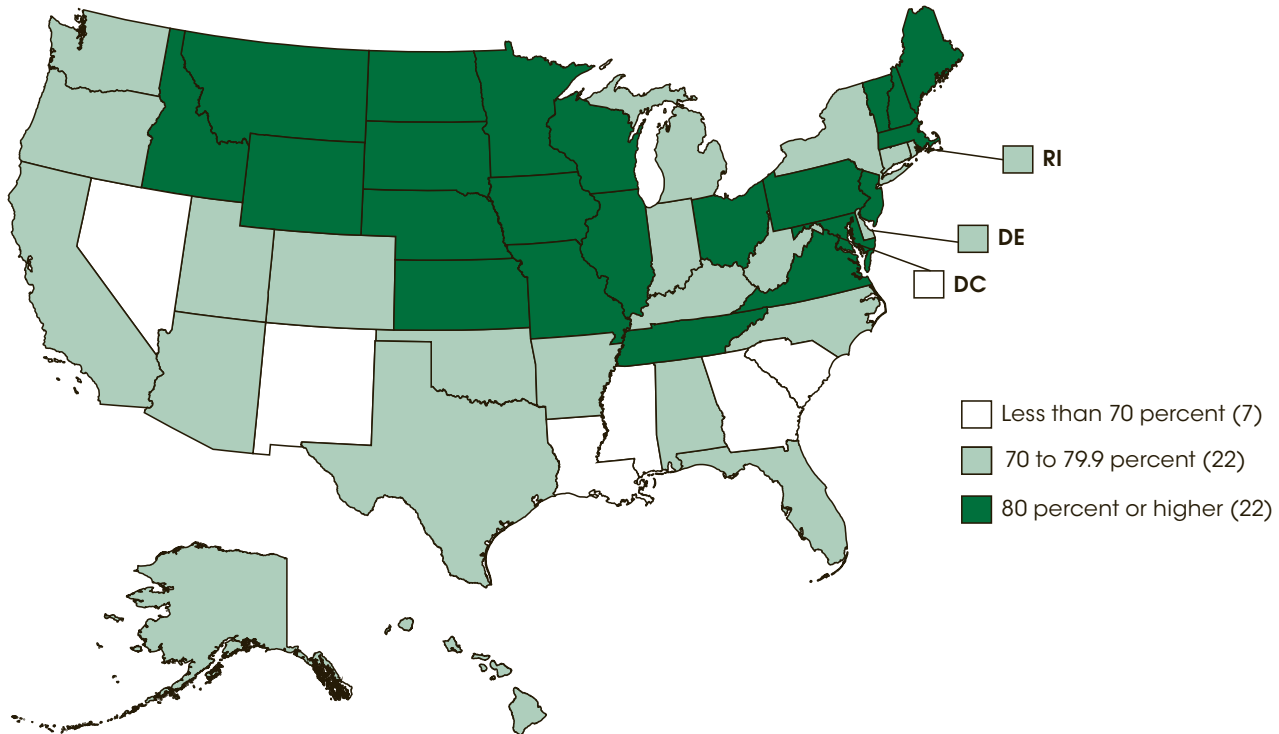 RI
DE
DC
Less than 70 percent (7)
70 to 79.9 percent (22)
80 percent or higher (22)